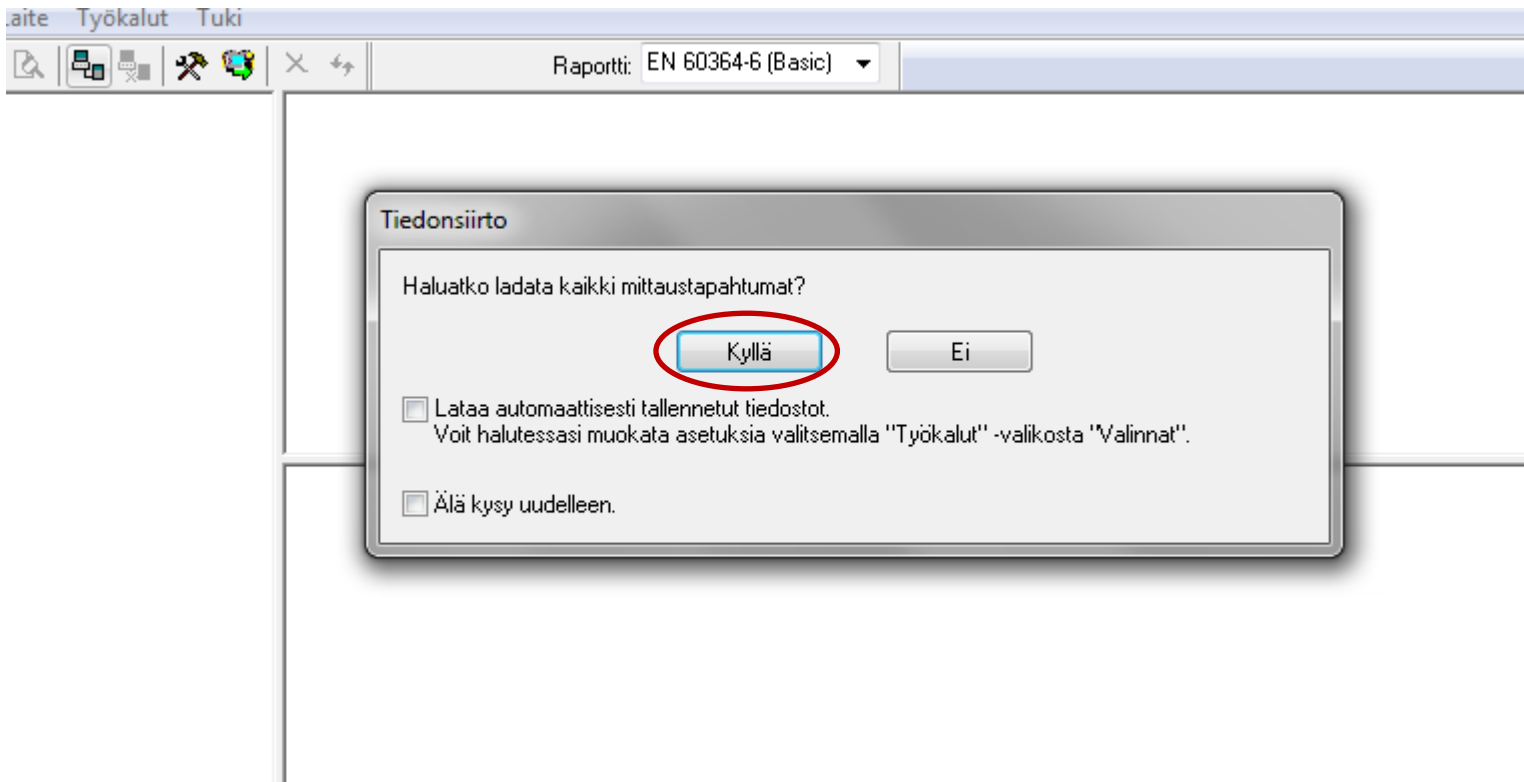 Laite Työkalut Tuki
Raportti: EN 60364-6 (Basic)
Tiedonsiirto
Haluatko ladata kaikki mittaustapahtumat?
Kyllä Ei
Lataa automaattisesti tallennetut tiedostot.
Voit halutessasi muokata asetuksia valitsemalla "Työkalut" -valikosta "Valinnat".
Älä kysy uudelleen.